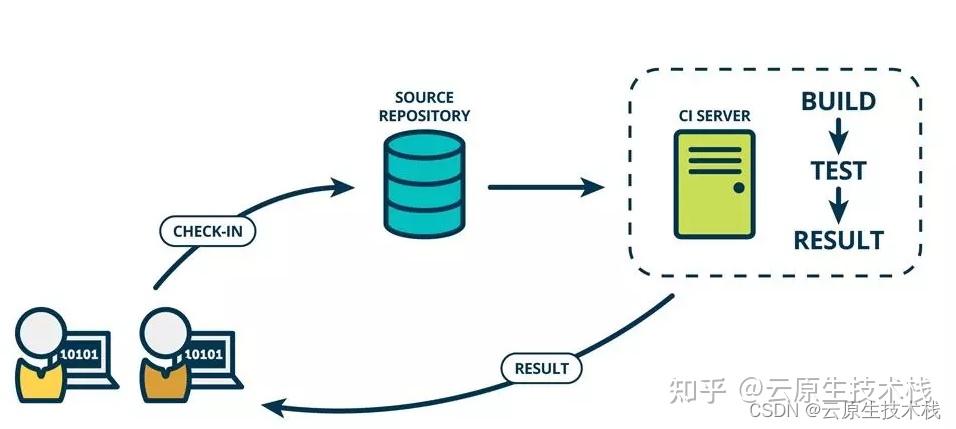 SOURCE
REPOSITORY
CI SERVER
BUILD
TEST
RESULT
CHECK-IN
10101
10101
RESULT
知乎 @云原生技术栈
CSDN @云原生技术栈